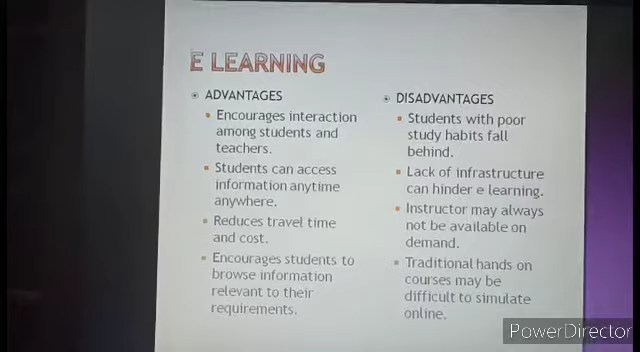 E LEARNING
ADVANTAGES
Encourages interaction
among students and
teachers.
Students can access
information anytime
anywhere.
Reduces travel time
and cost.
Encourages students to
browse information
relevant to their
requirements.
DISADVANTAGES
Students with poor
study habits fall
behind.
Lack of infrastructure
can hinder e learning.
Instructor may always
not be available on
demand.
Traditional hands on
courses may be
difficult to simulate
online.
PowerDirector